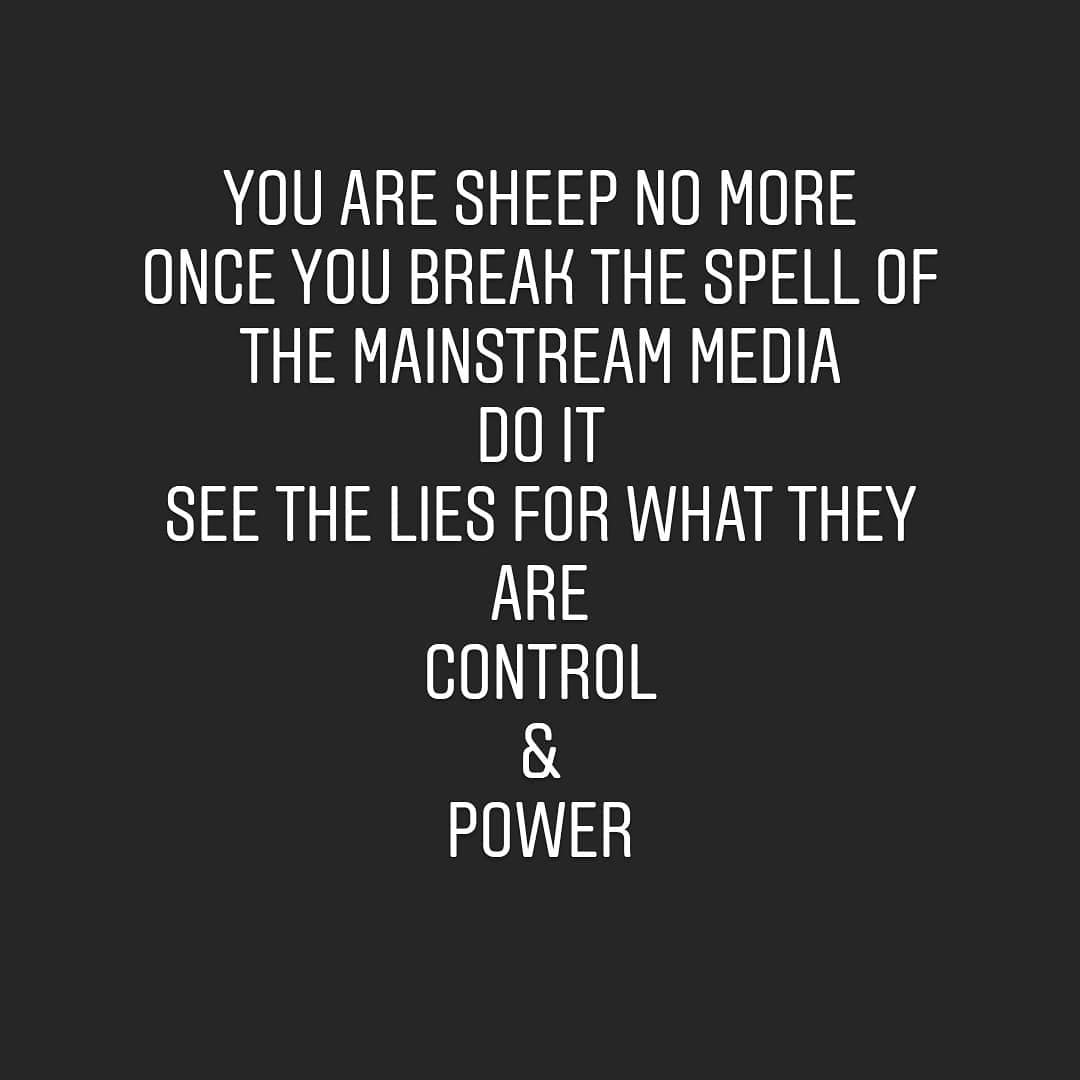 YOU ARE SHEEP NO MORE
ONCE YOU BREAK THE SPELL OF
THE MAINSTREAM MEDIA
DO IT
SEE THE LIES FOR WHAT THEY
ARE
CONTROL
&
POWER